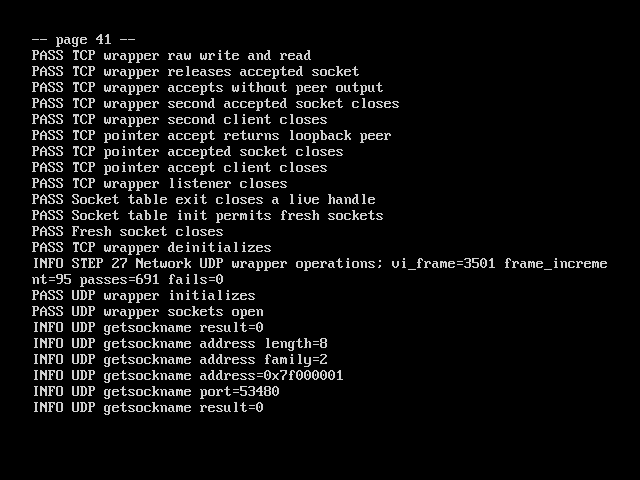 -- page 41 --
PASS TCP wrapper raw write and read
PASS TCP wrapper releases accepted socket
PASS TCP wrapper accepts without peer output
PASS TCP wrapper second accepted socket closes
PASS TCP wrapper second client closes
PASS TCP pointer accept returns loopback peer
PASS TCP pointer accepted socket closes
PASS TCP pointer accept client closes
PASS TCP wrapper listener closes
PASS Socket table exit closes a live handle
PASS Socket table init permits fresh sockets
PASS Fresh socket closes
PASS TCP wrapper deinitializes
INFO STEP 27 Network UDP wrapper operations; vi_frame=3501 frame_increme
nt=95 passes=691 fails=0
PASS UDP wrapper initializes
PASS UDP wrapper sockets open
INFO UDP getsockname result=0
INFO UDP getsockname address length=8
INFO UDP getsockname address family=2
INFO UDP getsockname address=0x7f000001
INFO UDP getsockname port=53480
INFO UDP getsockname result=0